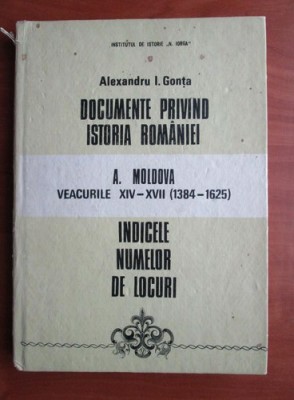 INSTITUTUL DE ISTORIE „N. IORGA”
Alexandru I. Gonța
DOCUMENTE PRIVIND
ISTORIA ROMÂNIEI
A. MOLDOVA
VEACURILE XIV-XVII (1384-1625)
INDICELE
NUMELOR
DE LOCURI